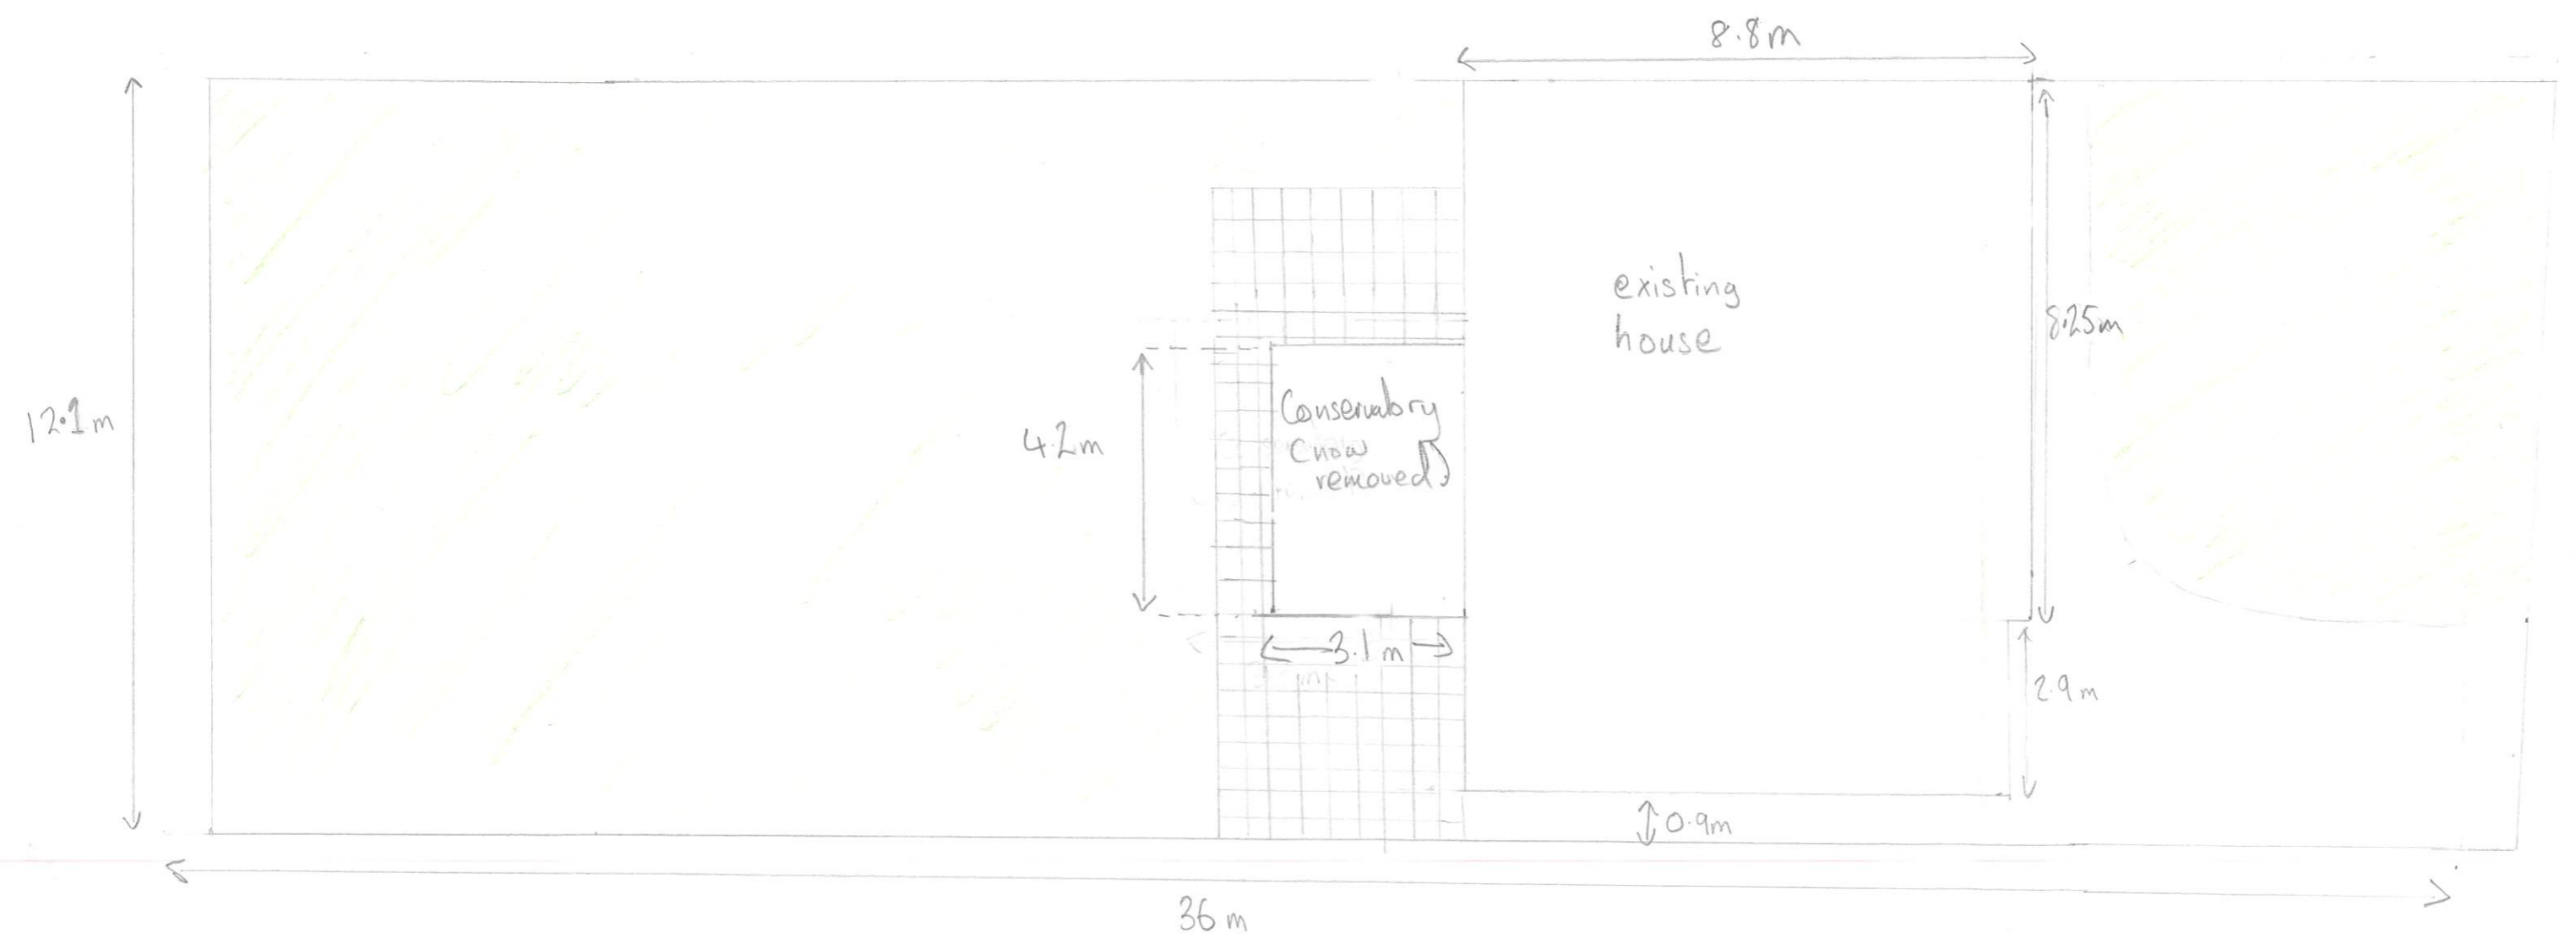 8.8m
existing
house
8.25m
12.1m
4.2m
Conservatory
(now
removed)
3.1m
2.9m
0.9m
36m